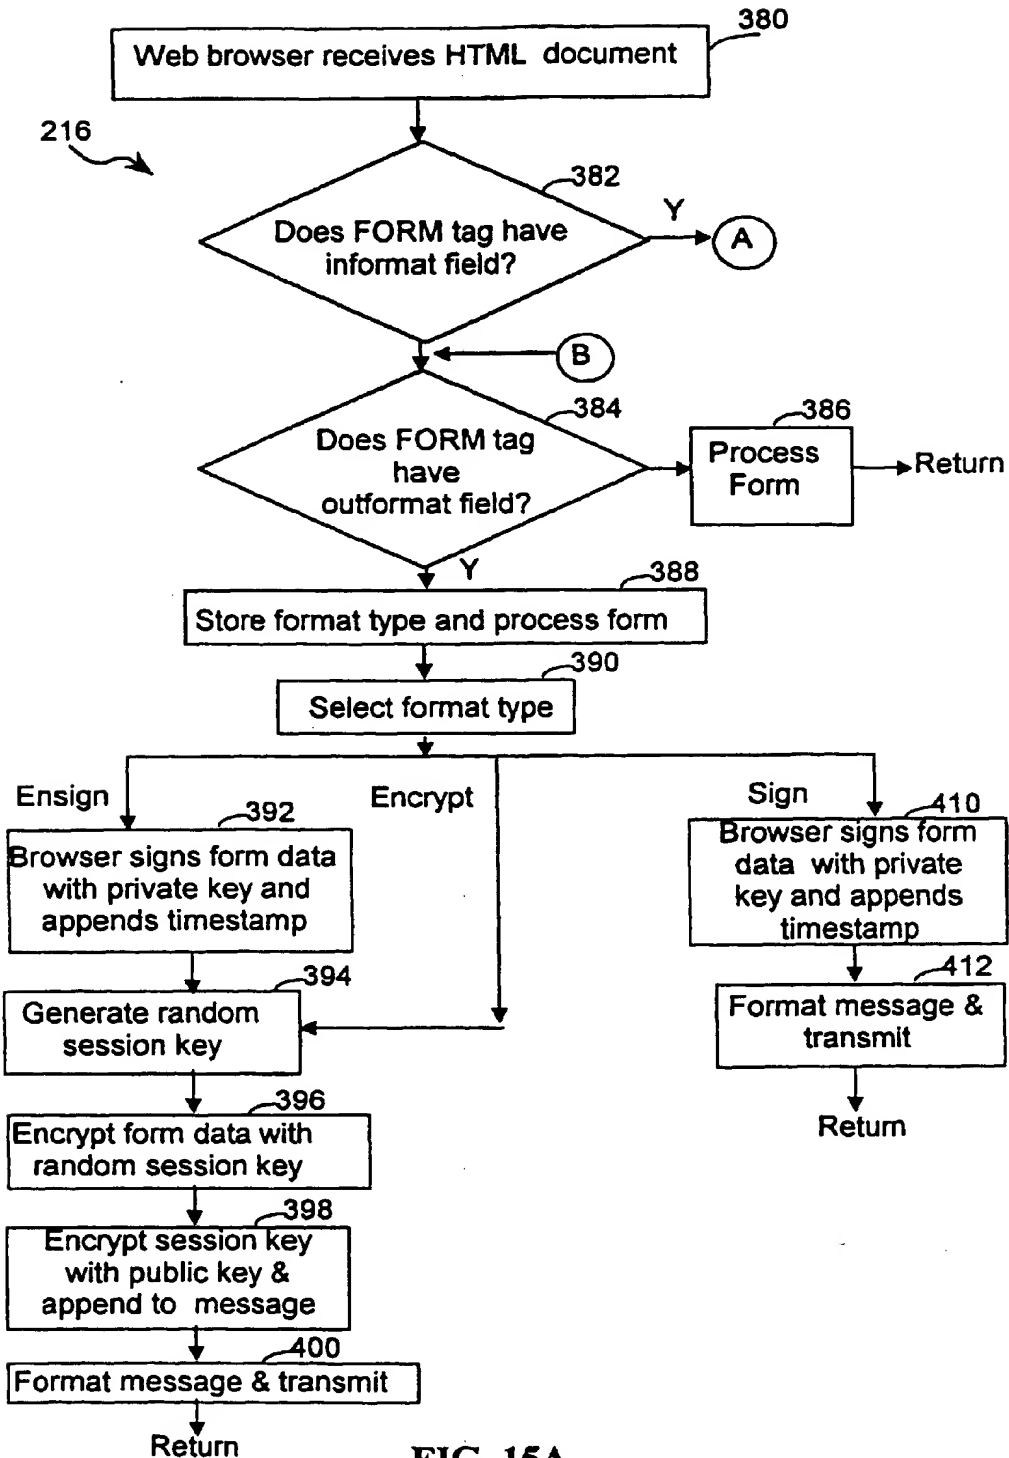 380
Web browser receives HTML document
216
382
Does FORM tag have
informat field?
Y
A
B
384
Does FORM tag
have
outformat field?
386
Process
Form
Return
Y
388
Store format type and process form
390
Select format type
Ensign
Encrypt
Sign
392
Browser signs form data
with private key and
appends timestamp
410
Browser signs form
data with private
key and appends
timestamp
394
Generate random
session key
412
Format message &
transmit
Return
396
Encrypt form data with
random session key
398
Encrypt session key
with public key &
append to message
400
Format message & transmit
Return
FIG. 15A